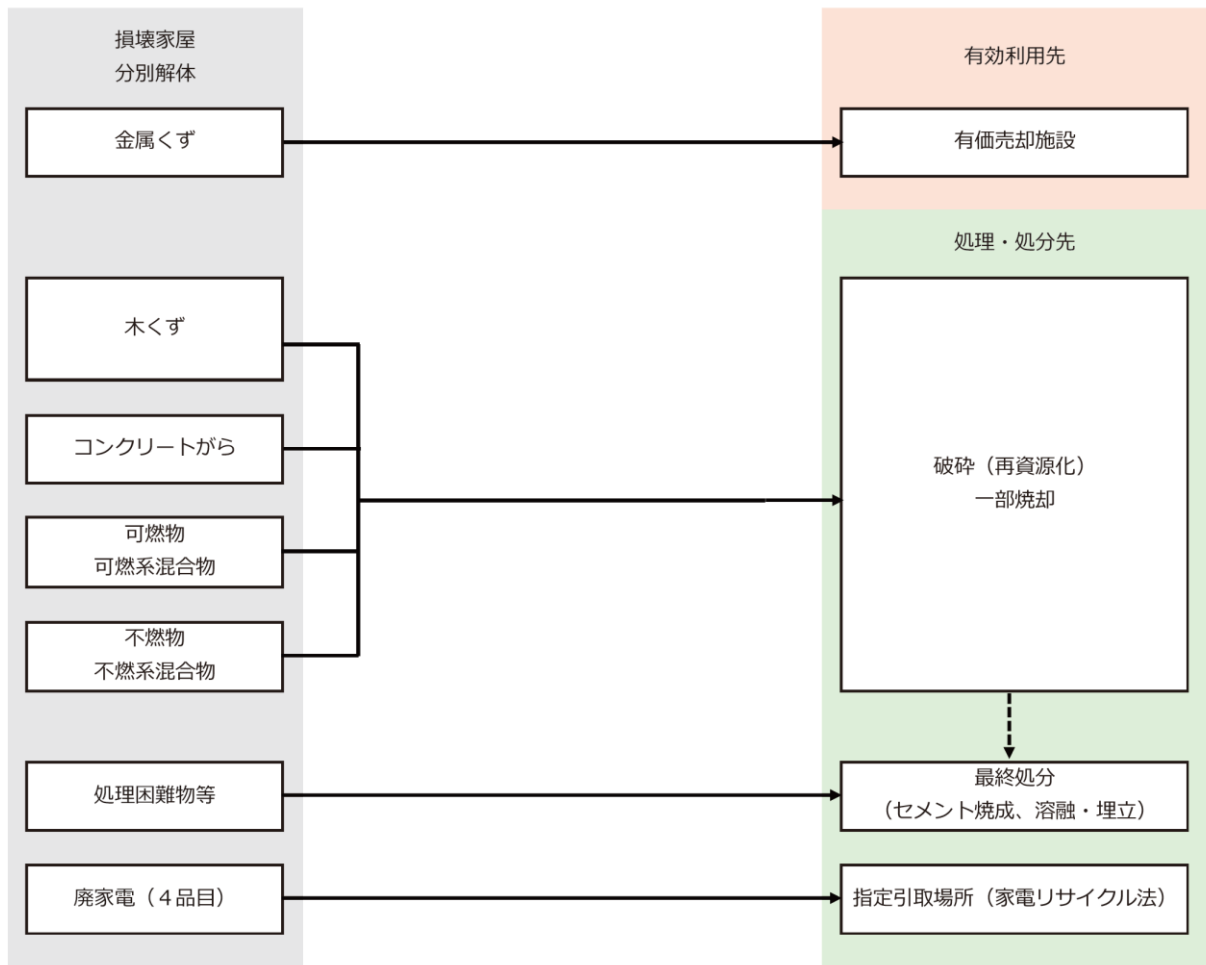 損壊家屋
分別解体
有効利用先
金属くず
有価売却施設
処理・処分先
木くず
コンクリートがら
可燃物
可燃系混合物
不燃物
不燃系混合物
破砕（再資源化）
一部焼却
処理困難物等
最終処分
（セメント焼成、溶融・埋立）
廃家電（４品目）
指定引取場所（家電リサイクル法）